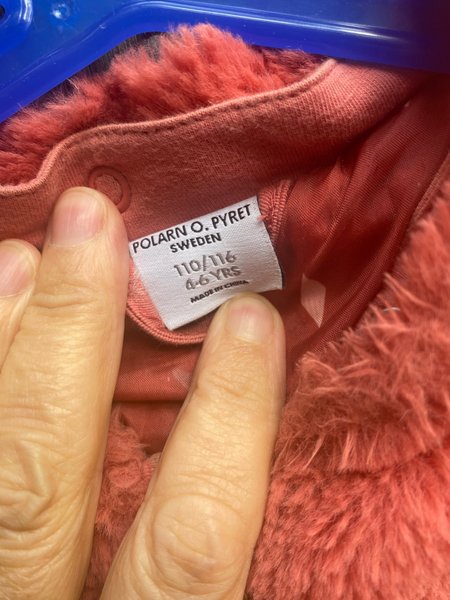 POLARN O. PYRET
SWEDEN
110/116
4-6 YRS
MADE IN CHINA